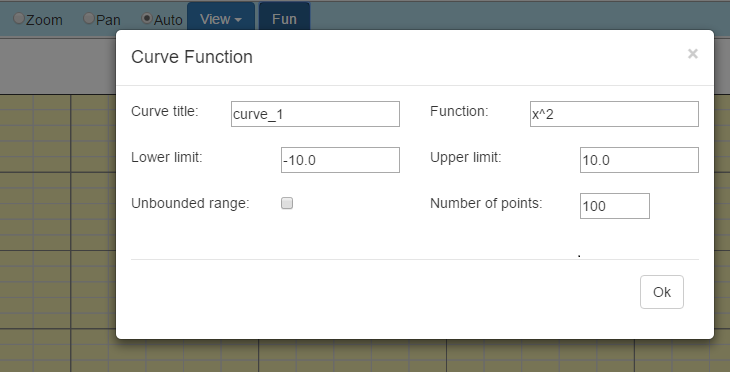 Zoom Pan Auto View Fun
Curve Function ×
Curve title: curve_1 Function: x^2
Lower limit: -10.0 Upper limit: 10.0
Unbounded range: Number of points: 100
.
Ok